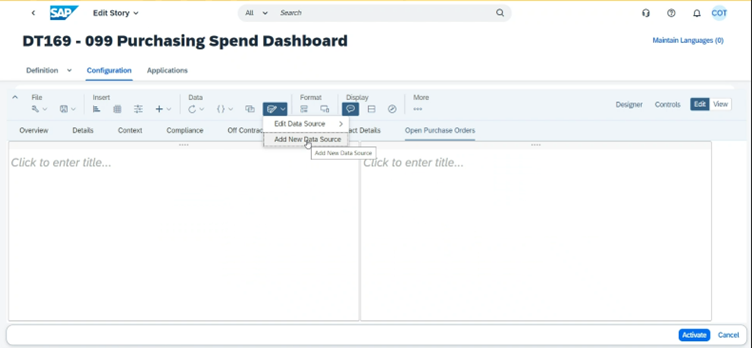 SAP Edit Story All Search COT
DT169 - 099 Purchasing Spend Dashboard
Maintain Languages (0)
Definition Configuration Applications
File Insert Data Format Display More
Designer Controls Edit View
Edit Data Source
Overview Details Context Compliance Off Contrac act Details Open Purchase Orders
Add New Data Source
Add New Data Source
Click to enter title... Click to enter title...
Activate Cancel